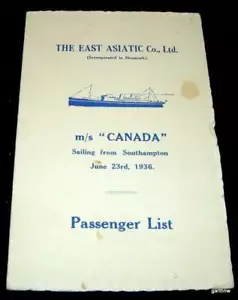 THE EAST ASIATIC Co., Ltd.
(Incorporated in Denmark)
m/s "CANADA"
Sailing from Southampton
June 23rd, 1936.
Passenger List